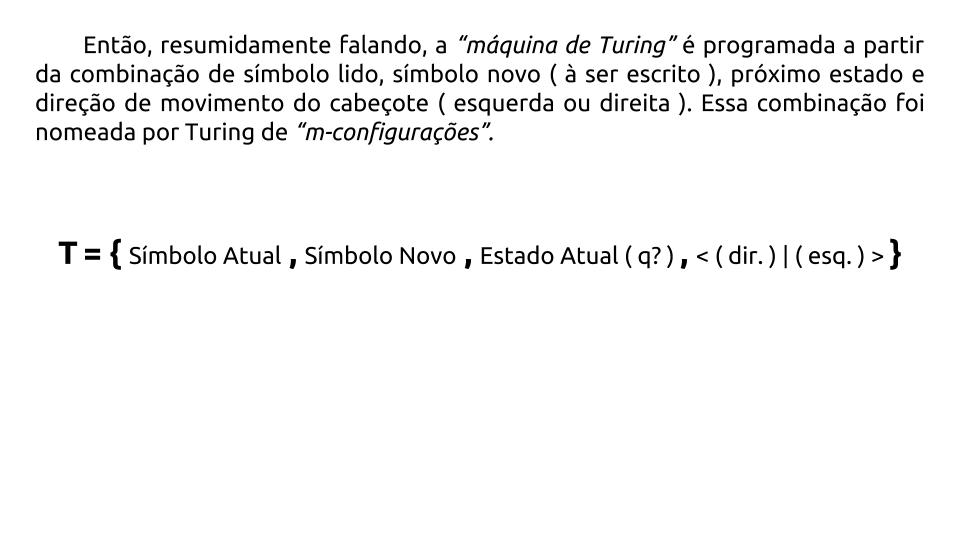 Então, resumidamente falando, a “máquina de Turing” é programada a partir
da combinação de símbolo lido, símbolo novo ( à ser escrito ), próximo estado e
direção de movimento do cabeçote ( esquerda ou direita ). Essa combinação foi
nomeada por Turing de “m-configurações”.
T = { Símbolo Atual , Símbolo Novo , Estado Atual ( q? ) , < ( dir. ) | ( esq. ) > }